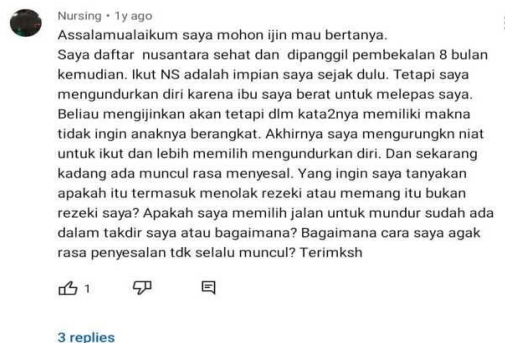 Nursing • 1y ago
Assalamualaikum saya mohon ijin mau bertanya.
Saya daftar nusantara sehat dan dipanggil pembekalan 8 bulan
kemudian. Ikut NS adalah impian saya sejak dulu. Tetapi saya
mengundurkan diri karena ibu saya berat untuk melepas saya.
Beliau mengijinkan akan tetapi dlm kata2nya memiliki makna
tidak ingin anaknya berangkat. Akhirnya saya mengurungkn niat
untuk ikut dan lebih memilih mengundurkan diri. Dan sekarang
kadang ada muncul rasa menyesal. Yang ingin saya tanyakan
apakah itu termasuk menolak rezeki atau memang itu bukan
rezeki saya? Apakah saya memilih jalan untuk mundur sudah ada
dalam takdir saya atau bagaimana? Bagaimana cara saya agak
rasa penyesalan tdk selalu muncul? Terimksh
1
3 replies